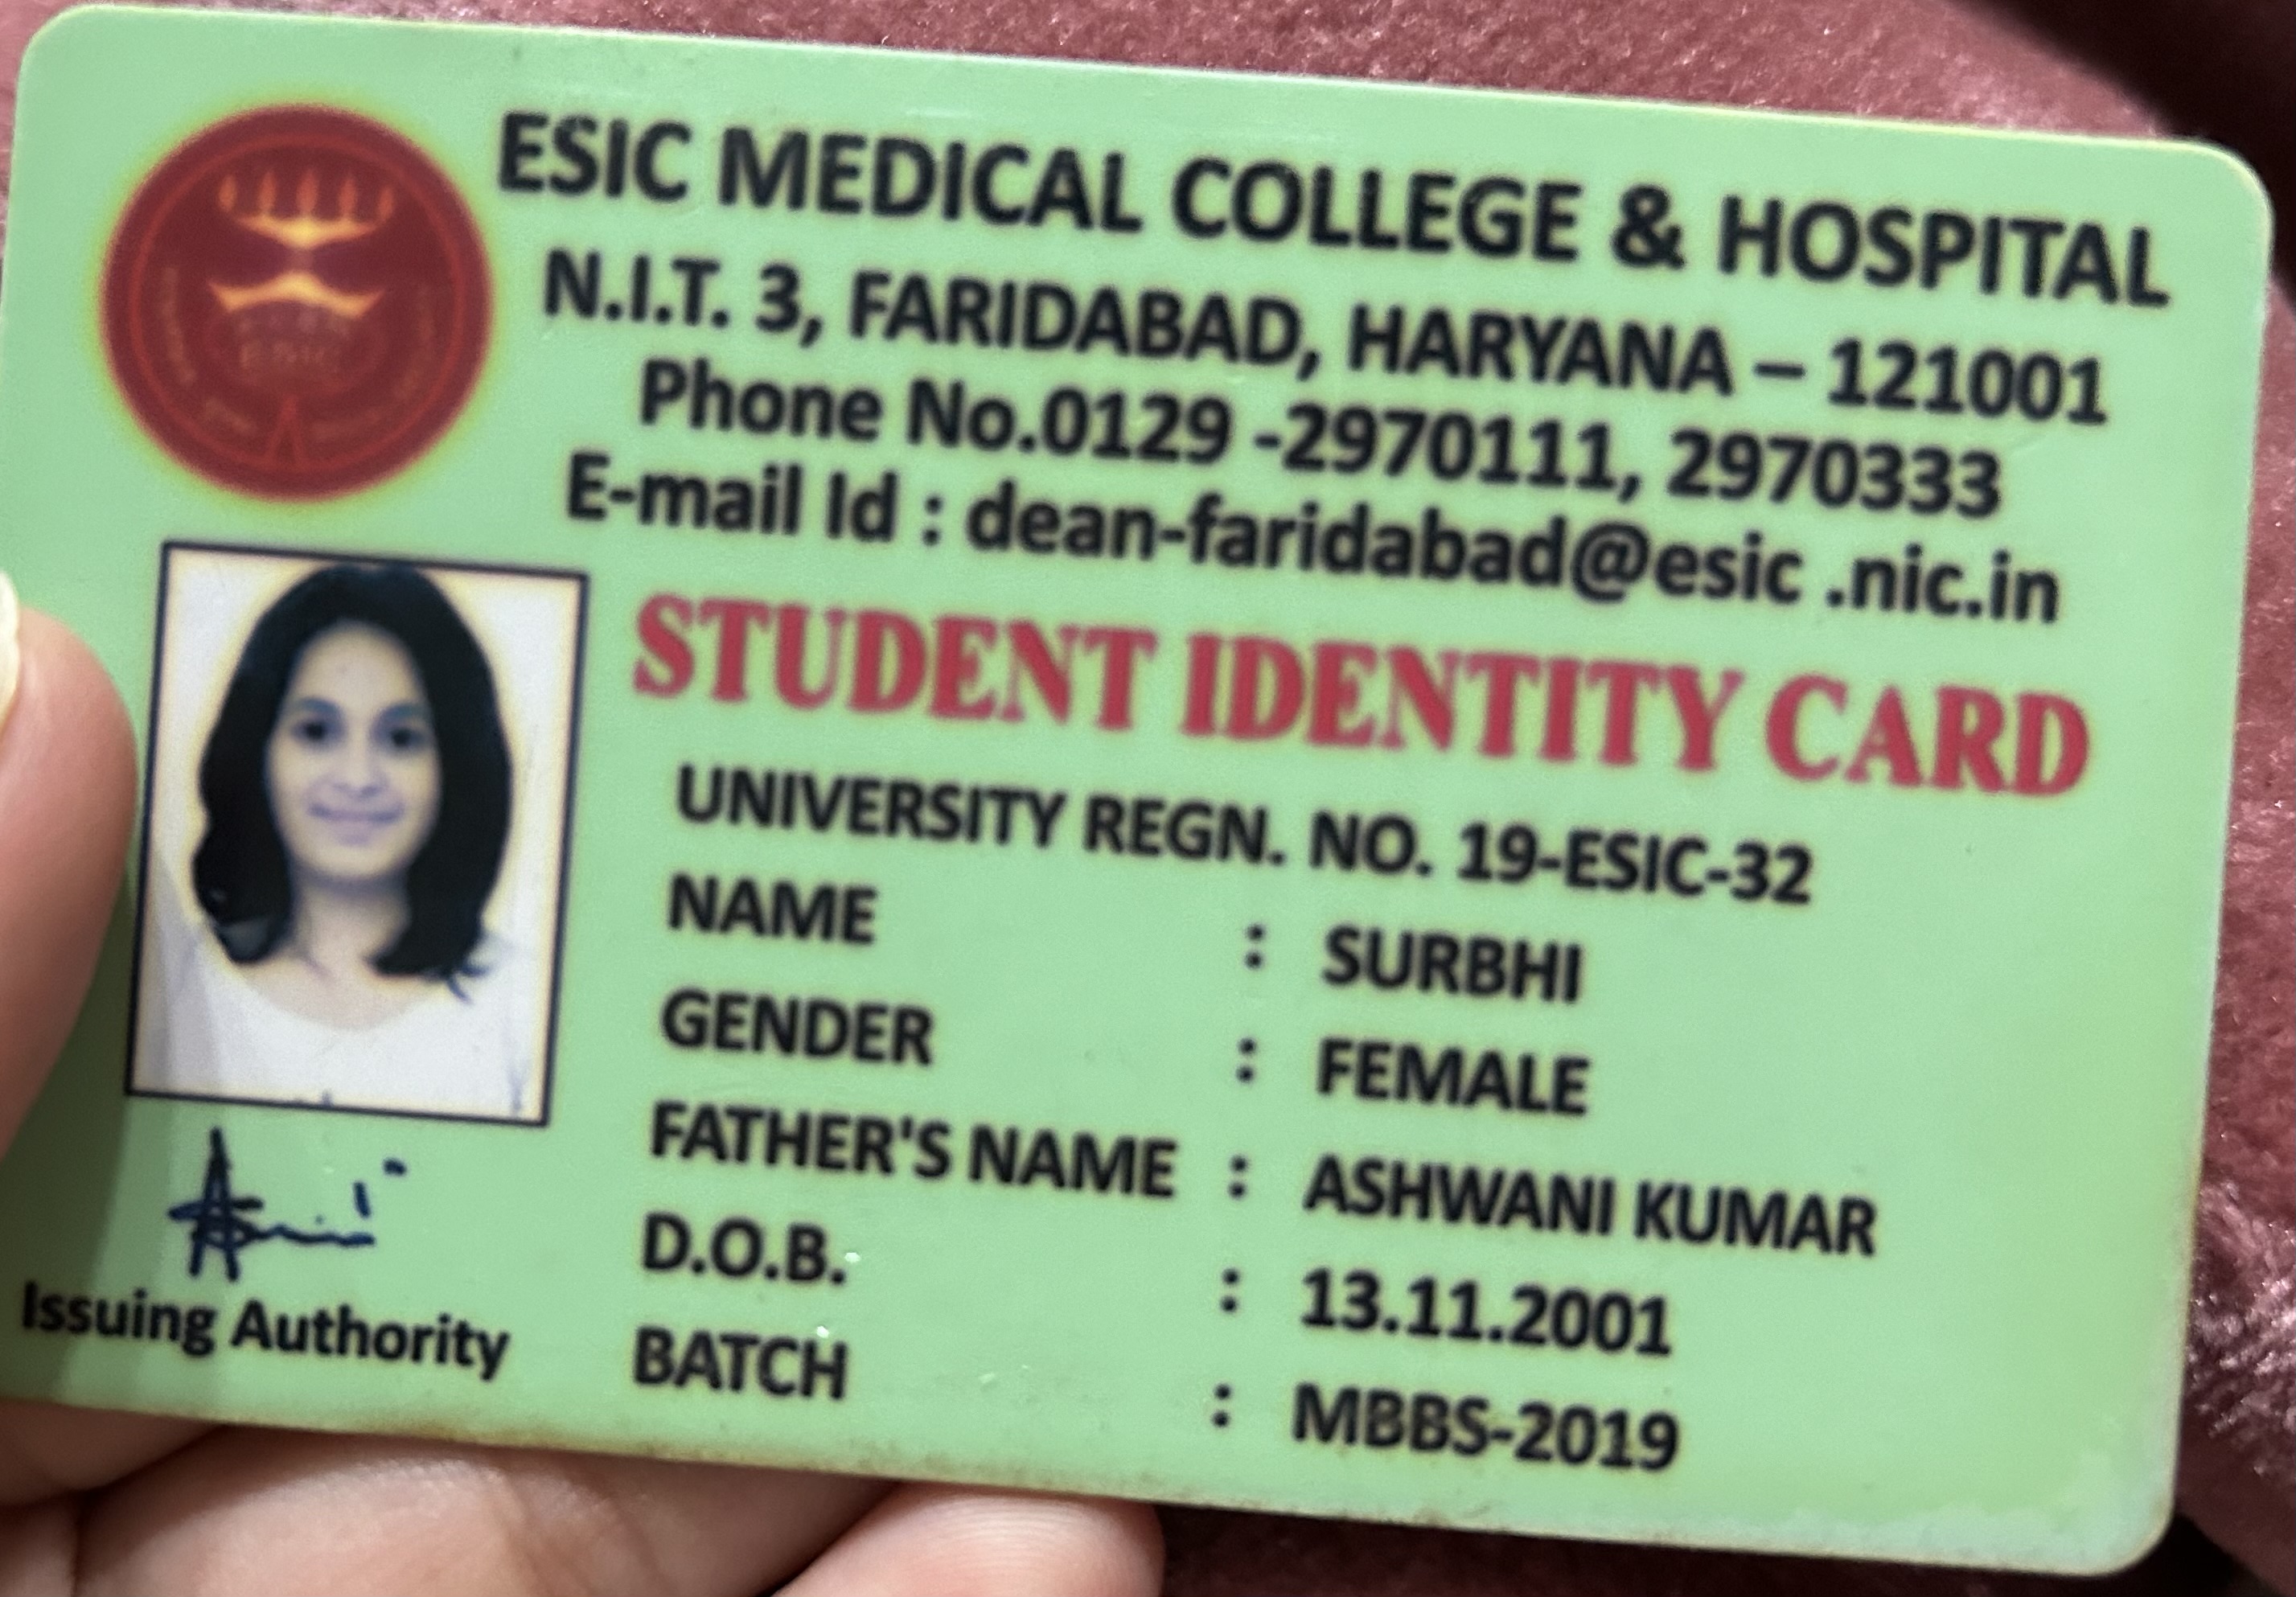 ESIC MEDICAL COLLEGE & HOSPITAL
N.I.T. 3, FARIDABAD, HARYANA – 121001
Phone No.0129 -2970111, 2970333
E-mail Id : dean-faridabad@esic .nic.in
ESIC
STUDENT IDENTITY CARD
UNIVERSITY REGN. NO. 19-ESIC-32
NAME : SURBHI
GENDER : FEMALE
FATHER'S NAME : ASHWANI KUMAR
D.O.B. : 13.11.2001
BATCH : MBBS-2019
Issuing Authority